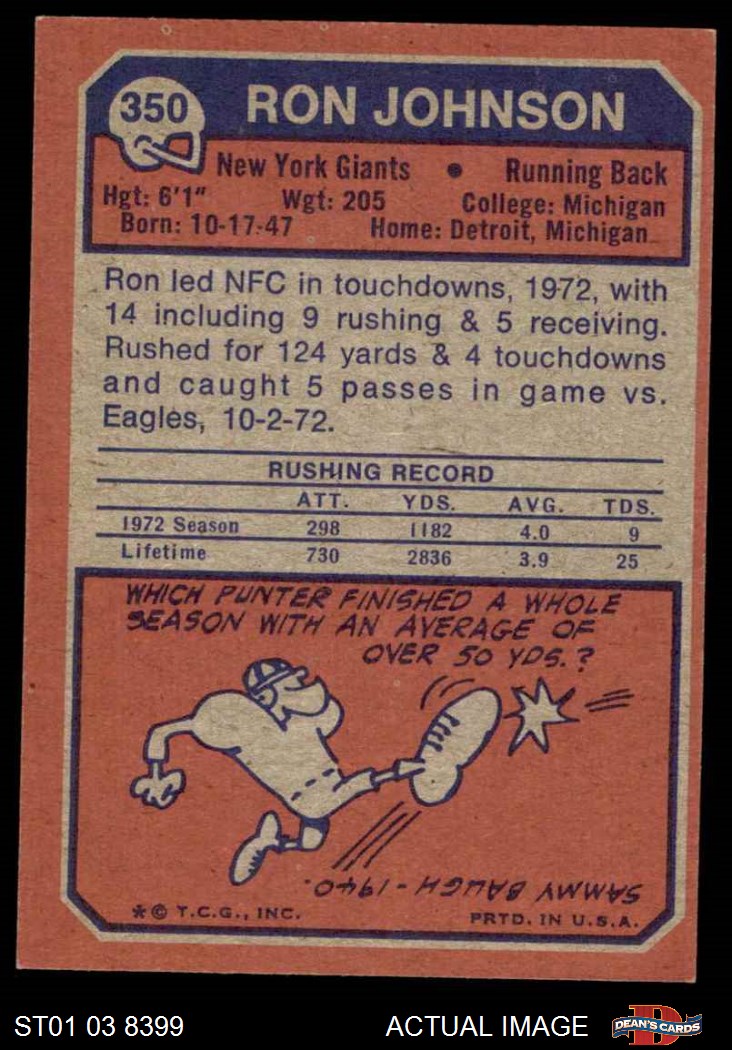 350
RON JOHNSON
New York Giants • Running Back
Hgt: 6'1" Wgt: 205 College: Michigan
Born: 10-17-47 Home: Detroit, Michigan
Ron led NFC in touchdowns, 1972, with
14 including 9 rushing & 5 receiving.
Rushed for 124 yards & 4 touchdowns
and caught 5 passes in game vs.
Eagles, 10-2-72.
RUSHING RECORD
ATT. YDS. AVG. TDS.
1972 Season 298 1182 4.0 9
Lifetime 730 2836 3.9 25
WHICH PUNTER FINISHED A WHOLE
SEASON WITH AN AVERAGE OF
OVER 50 YDS.?
SAMMY BAUGH-1940.
*© T.C.G., INC. PRTD. IN U.S.A.
ST01 03 8399 ACTUAL IMAGE D DEAN'S CARDS